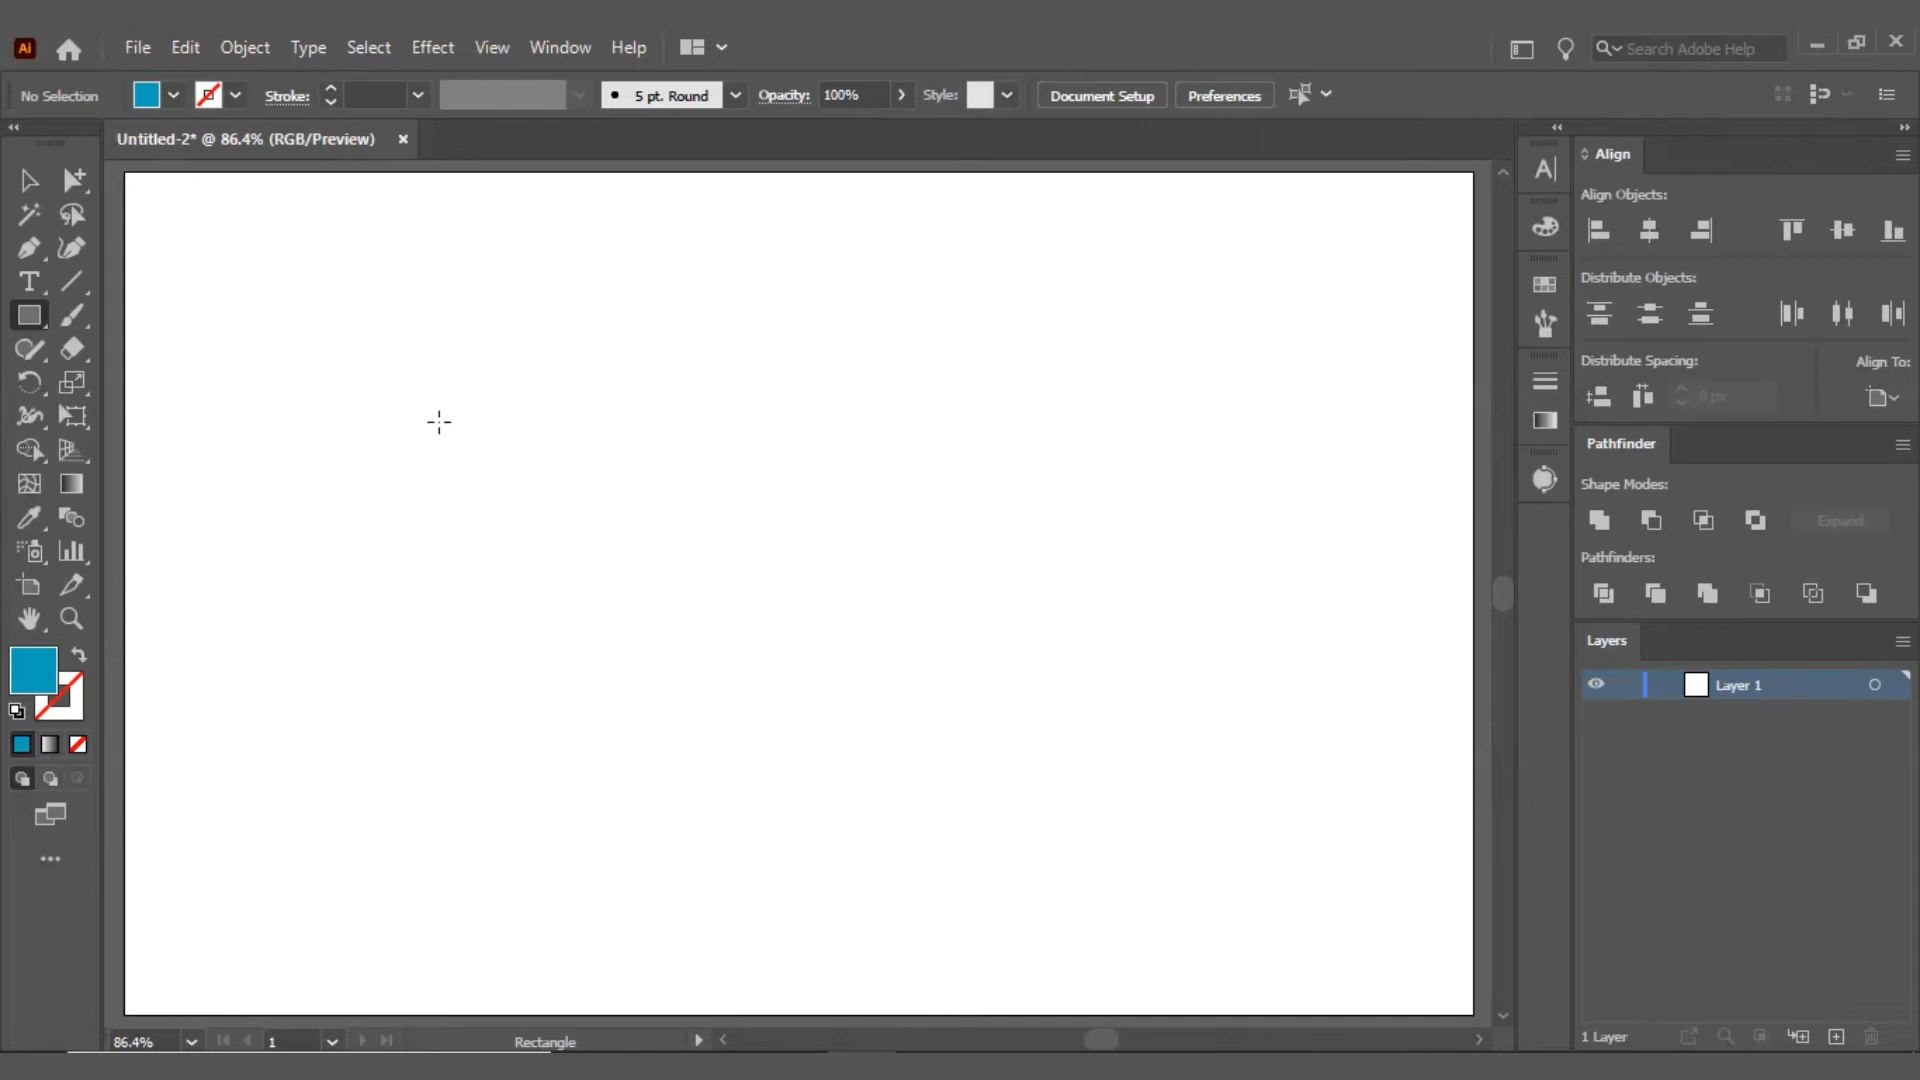 Ai File Edit Object Type Select Effect View Window Help Search Adobe Help
No Selection Stroke: 5 pt. Round Opacity: 100% Style: Document Setup Preferences
Untitled-2* @ 86.4% (RGB/Preview)
Align
Align Objects:
Distribute Objects:
Distribute Spacing: Align To:
0 px
Pathfinder
Shape Modes:
Expand
Pathfinders:
Layers
Layer 1
86.4% 1 Rectangle
1 Layer